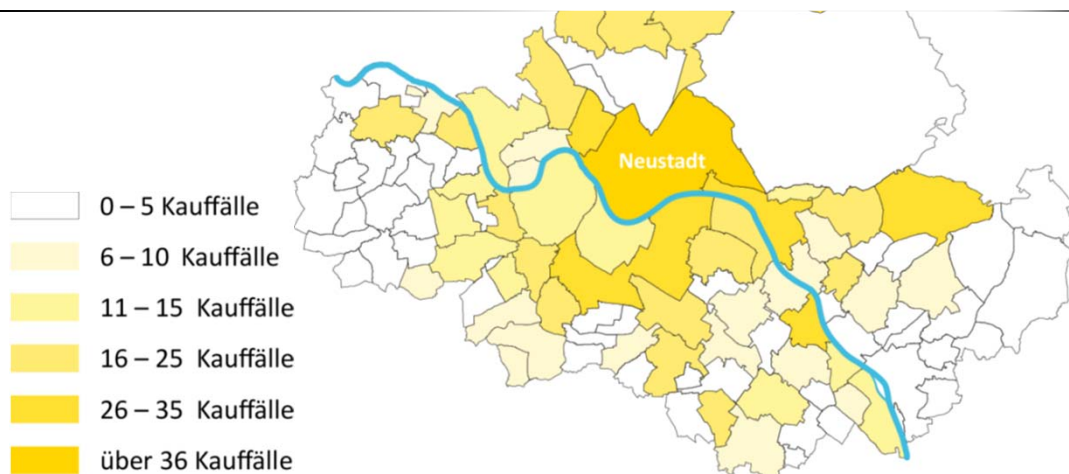 Neustadt
0 – 5 Kauffälle
6 – 10 Kauffälle
11 – 15 Kauffälle
16 – 25 Kauffälle
26 – 35 Kauffälle
über 36 Kauffälle